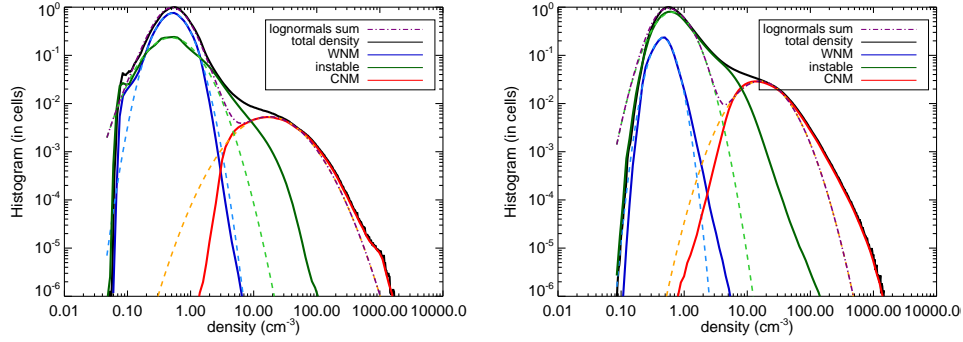 lognormals sum
total density
WNM
instable
CNM
Histogram (in cells)
10⁰
10⁻¹
10⁻²
10⁻³
10⁻⁴
10⁻⁵
10⁻⁶
0.01 0.10 1.00 10.00 100.00 1000.00 10000.0
density (cm⁻³)
lognormals sum
total density
WNM
instable
CNM
Histogram (in cells)
10⁰
10⁻¹
10⁻²
10⁻³
10⁻⁴
10⁻⁵
10⁻⁶
0.01 0.10 1.00 10.00 100.00 1000.00 10000.0
density (cm⁻³)